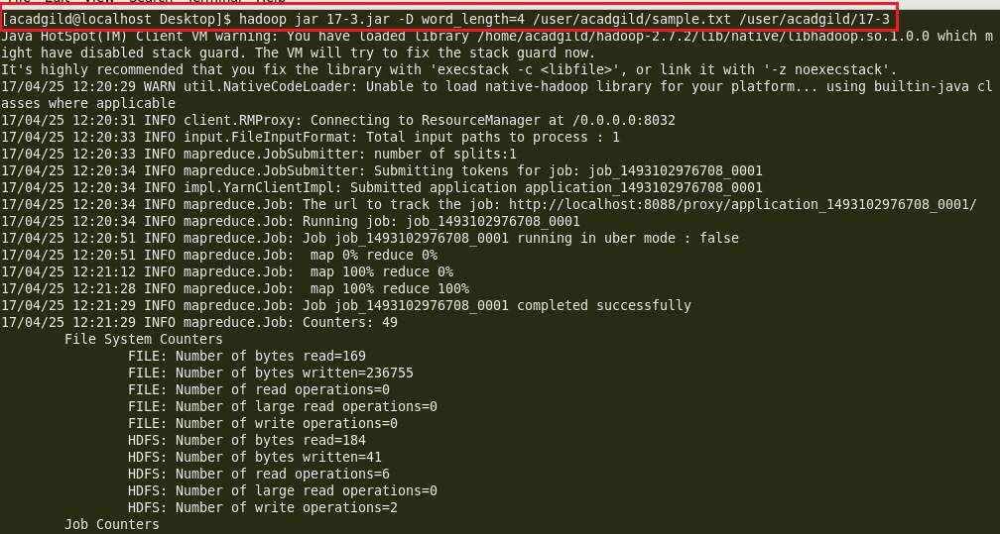 File Edit View Search Terminal Help
[acadgild@localhost Desktop]$ hadoop jar 17-3.jar -D word_length=4 /user/acadgild/sample.txt /user/acadgild/17-3
Java HotSpot(TM) Client VM warning: You have loaded library /home/acadgild/hadoop-2.7.2/lib/native/libhadoop.so.1.0.0 which m
ight have disabled stack guard. The VM will try to fix the stack guard now.
It's highly recommended that you fix the library with 'execstack -c <libfile>', or link it with '-z noexecstack'.
17/04/25 12:20:29 WARN util.NativeCodeLoader: Unable to load native-hadoop library for your platform... using builtin-java cl
asses where applicable
17/04/25 12:20:31 INFO client.RMProxy: Connecting to ResourceManager at /0.0.0.0:8032
17/04/25 12:20:33 INFO input.FileInputFormat: Total input paths to process : 1
17/04/25 12:20:33 INFO mapreduce.JobSubmitter: number of splits:1
17/04/25 12:20:34 INFO mapreduce.JobSubmitter: Submitting tokens for job: job_1493102976708_0001
17/04/25 12:20:34 INFO impl.YarnClientImpl: Submitted application application_1493102976708_0001
17/04/25 12:20:34 INFO mapreduce.Job: The url to track the job: http://localhost:8088/proxy/application_1493102976708_0001/
17/04/25 12:20:34 INFO mapreduce.Job: Running job: job_1493102976708_0001
17/04/25 12:20:51 INFO mapreduce.Job: Job job_1493102976708_0001 running in uber mode : false
17/04/25 12:20:51 INFO mapreduce.Job:  map 0% reduce 0%
17/04/25 12:21:12 INFO mapreduce.Job:  map 100% reduce 0%
17/04/25 12:21:28 INFO mapreduce.Job:  map 100% reduce 100%
17/04/25 12:21:29 INFO mapreduce.Job: Job job_1493102976708_0001 completed successfully
17/04/25 12:21:29 INFO mapreduce.Job: Counters: 49
File System Counters
FILE: Number of bytes read=169
FILE: Number of bytes written=236755
FILE: Number of read operations=0
FILE: Number of large read operations=0
FILE: Number of write operations=0
HDFS: Number of bytes read=184
HDFS: Number of bytes written=41
HDFS: Number of read operations=6
HDFS: Number of large read operations=0
HDFS: Number of write operations=2
Job Counters